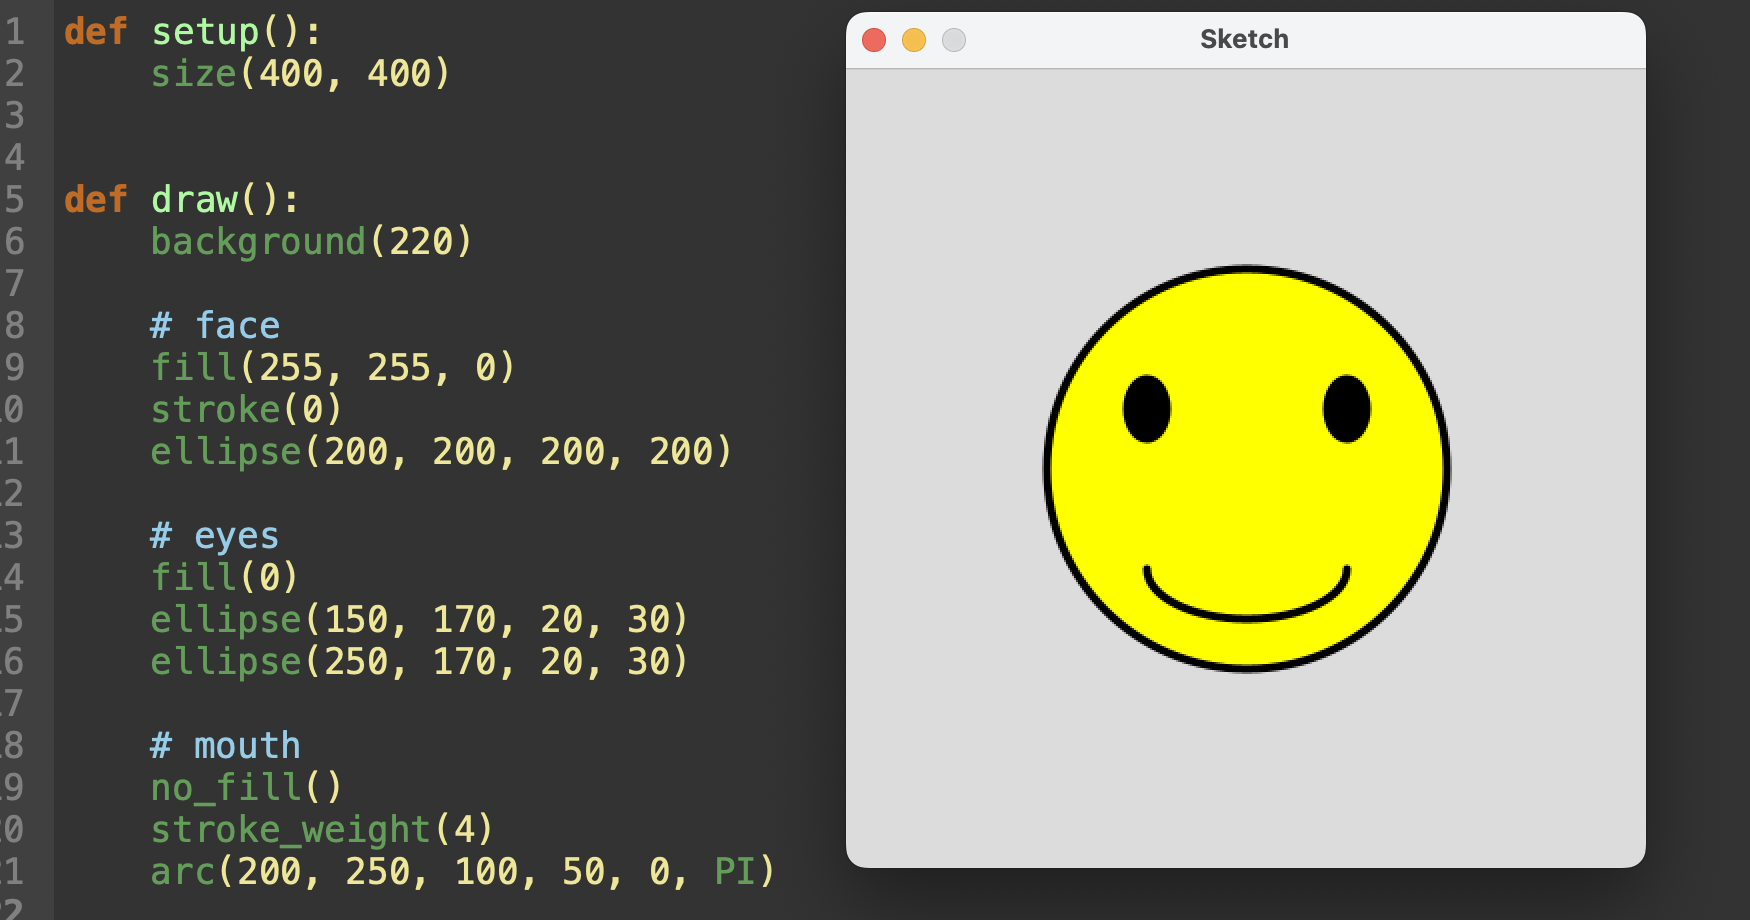 1 def setup():
2 size(400, 400)
3
4
5 def draw():
6 background(220)
7
8 # face
9 fill(255, 255, 0)
0 stroke(0)
1 ellipse(200, 200, 200, 200)
2
3 # eyes
4 fill(0)
5 ellipse(150, 170, 20, 30)
6 ellipse(250, 170, 20, 30)
7
8 # mouth
9 no_fill()
0 stroke_weight(4)
1 arc(200, 250, 100, 50, 0, PI)
2
Sketch